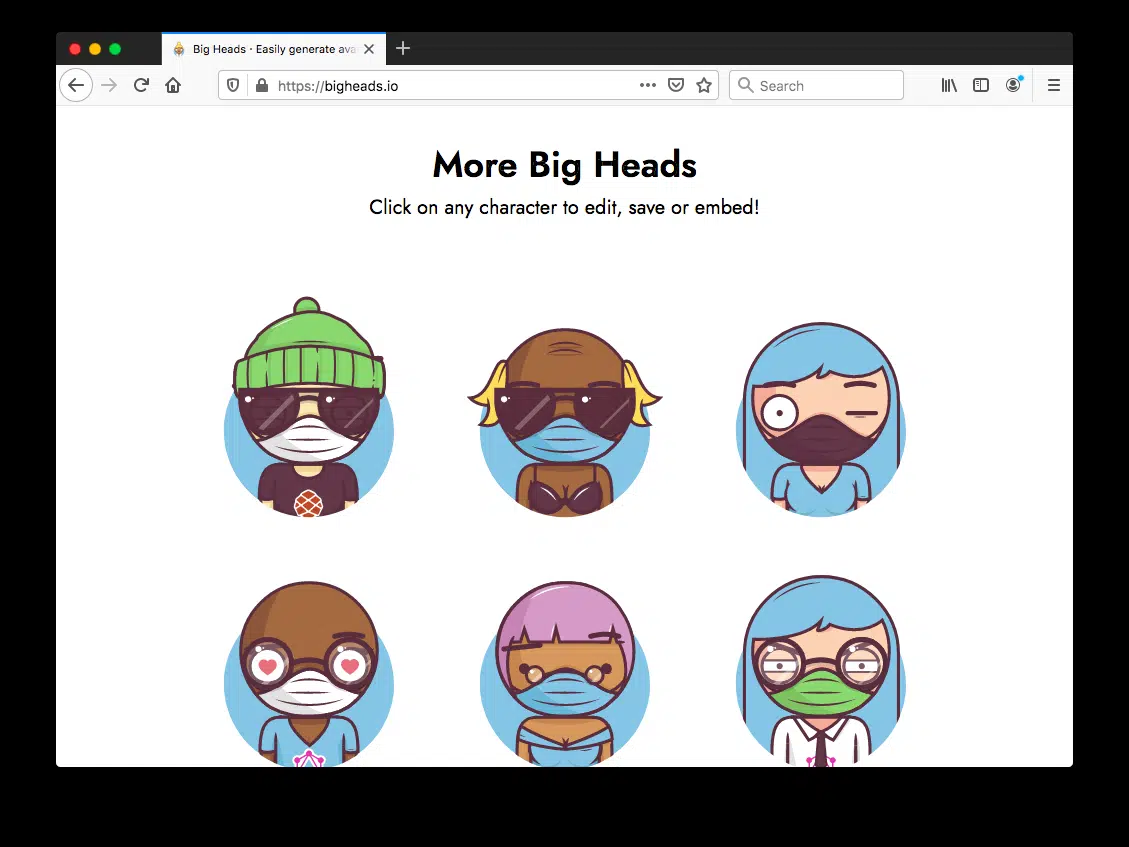 Big Heads · Easily generate ava
https://bigheads.io
Search
More Big Heads
Click on any character to edit, save or embed!